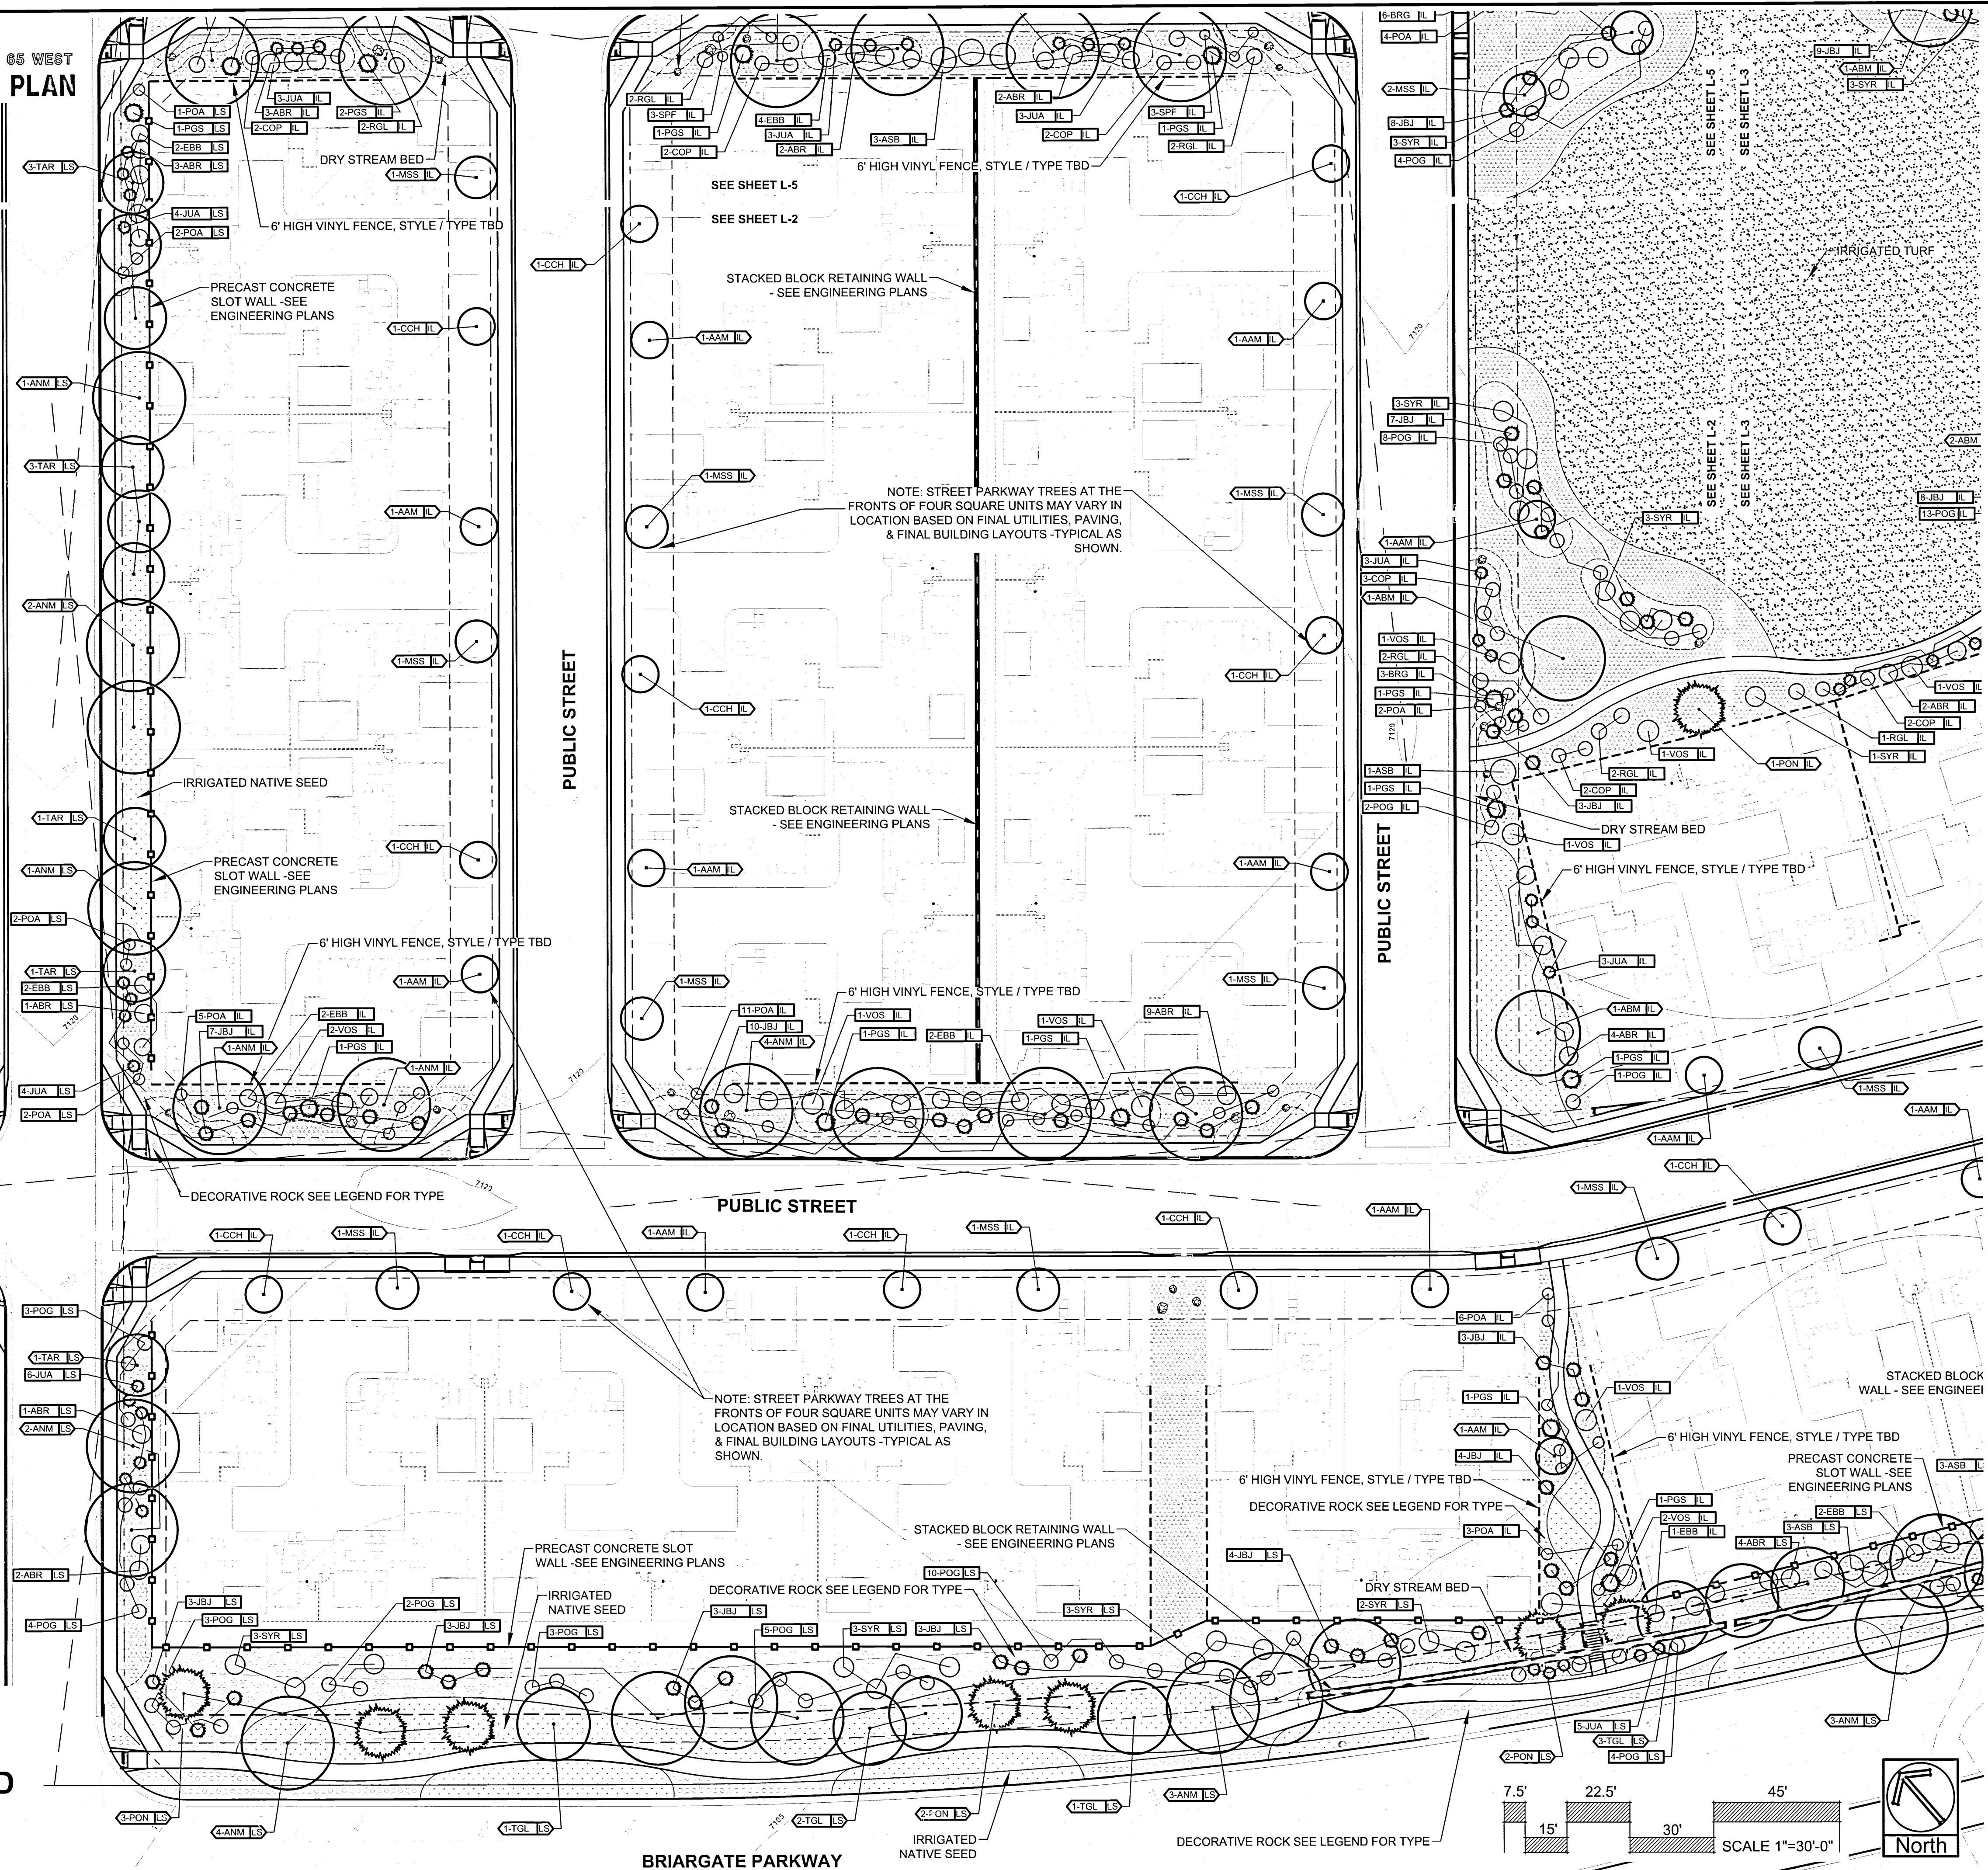 65 WEST
PLAN
1-POA LS
1-PGS LS
2-EBB LS
3-ABR LS
3-TAR LS
4-JUA LS
2-POA LS
3-JUA IL
3-ABR IL
2-COP IL
2-PGS IL
2-RGL IL
DRY STREAM BED
1-MSS IL
6' HIGH VINYL FENCE, STYLE / TYPE TBD
PRECAST CONCRETE
SLOT WALL -SEE
ENGINEERING PLANS
1-CCH IL
1-ANM LS
3-TAR LS
1-AAM IL
2-ANM LS
1-MSS IL
IRRIGATED NATIVE SEED
1-TAR LS
1-CCH IL
PRECAST CONCRETE
SLOT WALL -SEE
ENGINEERING PLANS
1-ANM LS
2-POA LS
6' HIGH VINYL FENCE, STYLE / TYPE TBD
1-TAR LS
2-EBB LS
1-ABR LS
1-AAM IL
7120
5-POA IL
7-JBJ IL
1-ANM IL
2-EBB IL
2-VOS IL
1-PGS IL
1-ANM IL
4-JUA LS
2-POA LS
7120
DECORATIVE ROCK SEE LEGEND FOR TYPE
7120
PUBLIC STREET
2-RGL IL
3-SPF IL
1-PGS IL
2-COP IL
4-EBB IL
3-JUA IL
2-ABR IL
3-ASB IL
2-ABR IL
3-JUA IL
2-COP IL
3-SPF IL
1-PGS IL
2-RGL IL
6' HIGH VINYL FENCE, STYLE / TYPE TBD
SEE SHEET L-5
SEE SHEET L-2
1-CCH IL
1-CCH IL
STACKED BLOCK RETAINING WALL
- SEE ENGINEERING PLANS
1-AAM IL
1-AAM IL
1-MSS IL
NOTE: STREET PARKWAY TREES AT THE
FRONTS OF FOUR SQUARE UNITS MAY VARY IN
LOCATION BASED ON FINAL UTILITIES, PAVING,
& FINAL BUILDING LAYOUTS -TYPICAL AS
SHOWN.
1-MSS IL
1-CCH IL
1-CCH IL
STACKED BLOCK RETAINING WALL
- SEE ENGINEERING PLANS
1-AAM IL
1-AAM IL
1-MSS IL
1-MSS IL
6' HIGH VINYL FENCE, STYLE / TYPE TBD
11-POA IL
10-JBJ IL
4-ANM IL
1-VOS IL
1-PGS IL
2-EBB IL
1-VOS IL
1-PGS IL
9-ABR IL
PUBLIC STREET
PUBLIC STREET
6-BRG IL
4-POA IL
2-MSS IL
8-JBJ IL
3-SYR IL
4-POG IL
9-JBJ IL
1-ABM IL
3-SYR IL
SEE SHEET L-5
SEE SHEET L-3
IRRIGATED TURF
7120
3-SYR IL
7-JBJ IL
8-POG IL
SEE SHEET L-2
SEE SHEET L-3
2-ABM
8-JBJ IL
13-POG IL
3-SYR IL
1-AAM IL
3-JUA IL
3-COP IL
1-ABM IL
1-VOS IL
2-RGL IL
3-BRG IL
1-PGS IL
2-POA IL
7120
1-VOS IL
2-ABR IL
2-COP IL
1-RGL IL
1-SYR IL
1-PON IL
1-VOS IL
2-RGL IL
2-COP IL
3-JBJ IL
1-ASB IL
1-PGS IL
2-POG IL
DRY STREAM BED
1-VOS IL
6' HIGH VINYL FENCE, STYLE / TYPE TBD
3-JUA IL
1-ABM IL
4-ABR IL
1-PGS IL
1-POG IL
1-MSS IL
1-AAM IL
1-AAM IL
1-CCH IL
1-MSS IL
1-CCH IL
1-MSS IL
1-CCH IL
1-AAM IL
1-CCH IL
1-MSS IL
1-CCH IL
1-AAM IL
3-POG LS
1-TAR LS
6-JUA LS
1-ABR LS
2-ANM LS
2-ABR LS
4-POG LS
NOTE: STREET PARKWAY TREES AT THE
FRONTS OF FOUR SQUARE UNITS MAY VARY IN
LOCATION BASED ON FINAL UTILITIES, PAVING,
& FINAL BUILDING LAYOUTS -TYPICAL AS
SHOWN.
6-POA IL
3-JBJ IL
1-PGS IL
1-AAM IL
4-JBJ IL
1-VOS IL
STACKED BLOCK
WALL - SEE ENGINEER
6' HIGH VINYL FENCE, STYLE / TYPE TBD
PRECAST CONCRETE
SLOT WALL -SEE
ENGINEERING PLANS
3-ASB
6' HIGH VINYL FENCE, STYLE / TYPE TBD
DECORATIVE ROCK SEE LEGEND FOR TYPE
3-POA IL
1-PGS IL
2-VOS IL
1-EBB IL
2-EBB LS
3-ASB LS
4-ABR LS
STACKED BLOCK RETAINING WALL
- SEE ENGINEERING PLANS
4-JBJ LS
DRY STREAM BED
2-SYR LS
PRECAST CONCRETE SLOT
WALL -SEE ENGINEERING PLANS
IRRIGATED
NATIVE SEED
10-POG LS
DECORATIVE ROCK SEE LEGEND FOR TYPE
3-JBJ LS
3-POG LS
3-SYR LS
2-POG LS
3-JBJ LS
3-POG LS
3-JBJ LS
5-POG LS
3-SYR LS
3-JBJ LS
3-SYR LS
5-JUA LS
3-TGL LS
4-POG LS
2-PON LS
3-ANM LS
D
3-PON LS
4-ANM LS
1-TGL LS
7105
2-TGL LS
2-PON LS
1-TGL LS
3-ANM LS
IRRIGATED
NATIVE SEED
DECORATIVE ROCK SEE LEGEND FOR TYPE
BRIARGATE PARKWAY
7.5' 22.5' 45'
15' 30'
SCALE 1"=30'-0"
North